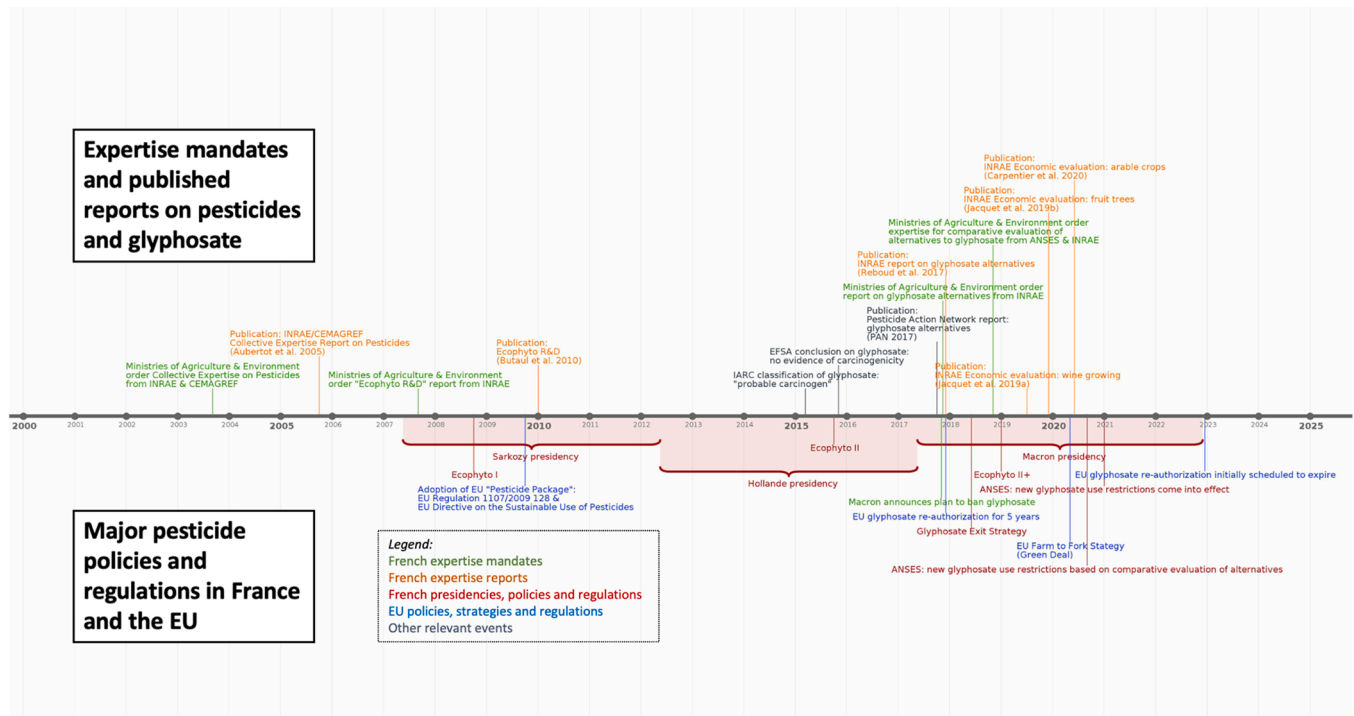 Expertise mandates
and published
reports on pesticides
and glyphosate
Publication:
INRAE Economic evaluation: arable crops
(Carpentier et al. 2020)
Publication:
INRAE Economic evaluation: fruit trees
(Jacquet et al. 2019b)
Ministries of Agriculture & Environment order
expertise for comparative evaluation of
alternatives to glyphosate from ANSES & INRAE
Publication:
INRAE report on glyphosate alternatives
(Reboud et al. 2017)
Ministries of Agriculture & Environment order
report on glyphosate alternatives from INRAE
Publication:
Pesticide Action Network report:
glyphosate alternatives
(PAN 2017)
Publication: INRAE/CEMAGREF
Collective Expertise Report on Pesticides
(Aubertot et al. 2005)
Publication:
Ecophyto R&D
(Butaul et al. 2010)
EFSA conclusion on glyphosate:
no evidence of carcinogenicity
Ministries of Agriculture & Environment
order Collective Expertise on Pesticides
from INRAE & CEMAGREF
Ministries of Agriculture & Environment
order "Ecophyto R&D" report from INRAE
IARC classification of glyphosate:
"probable carcinogen"
Publication:
INRAE Economic evaluation: wine growing
(Jacquet et al. 2019a)
2000 2001 2002 2003 2004 2005 2006 2007 2008 2009 2010 2011 2012 2013 2014 2015 2016 2017 2018 2019 2020 2021 2022 2023 2024 2025
Ecophyto II
Sarkozy presidency
Macron presidency
Ecophyto I
Ecophyto II+
EU glyphosate re-authorization initially scheduled to expire
Hollande presidency
Adoption of EU "Pesticide Package":
EU Regulation 1107/2009 128 &
EU Directive on the Sustainable Use of Pesticides
ANSES: new glyphosate use restrictions come into effect
Macron announces plan to ban glyphosate
EU glyphosate re-authorization for 5 years
Glyphosate Exit Strategy
EU Farm to Fork Stategy
(Green Deal)
ANSES: new glyphosate use restrictions based on comparative evaluation of alternatives
Major pesticide
policies and
regulations in France
and the EU
Legend:
French expertise mandates
French expertise reports
French presidencies, policies and regulations
EU policies, strategies and regulations
Other relevant events